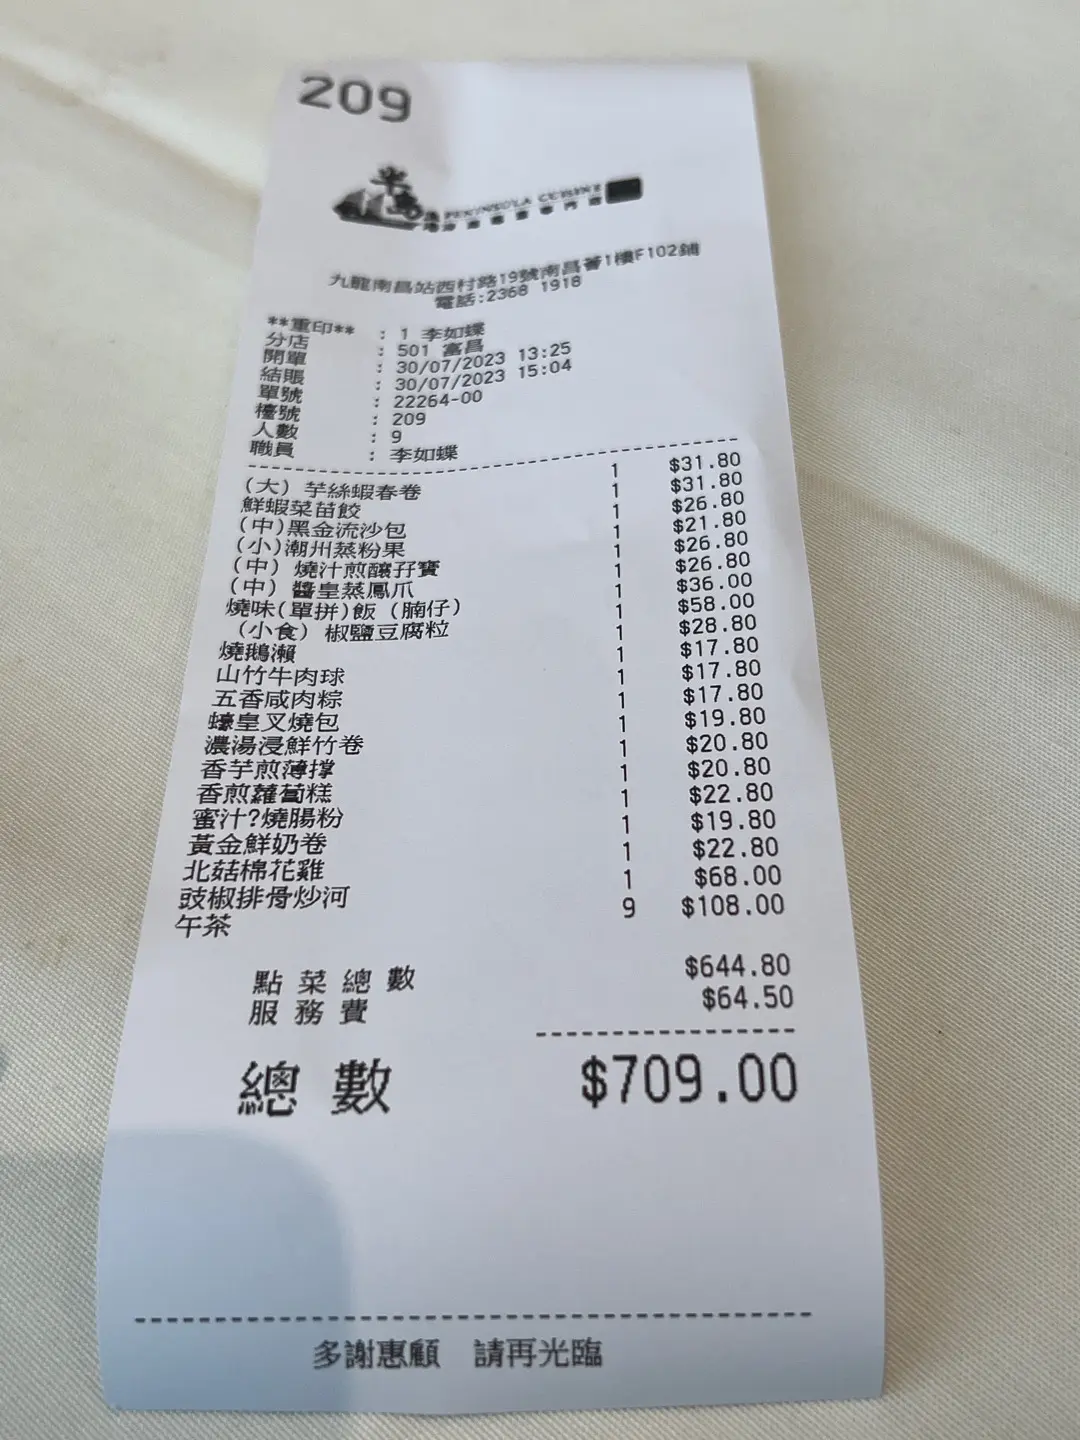 209
半島
PENINSULA CUISINE
九龍南昌站西村路19號南昌薈1樓F102鋪
電話:2368 1918
**重印** : 1 李如蝶
分店 : 501 富昌
開單 : 30/07/2023 13:25
結賬 : 30/07/2023 15:04
單號 : 22264-00
檯號 : 209
人數 : 9
職員 : 李如蝶
(大) 芋絲蝦春卷 1 $31.80
鮮蝦菜苗餃 1 $31.80
(中)黑金流沙包 1 $26.80
(小)潮州蒸粉果 1 $21.80
(中) 燒汁煎釀孖寶 1 $26.80
(中) 醬皇蒸鳳爪 1 $26.80
燒味(單拼)飯 (腩仔) 1 $36.00
(小食) 椒鹽豆腐粒 1 $58.00
燒鵝瀨 1 $28.80
山竹牛肉球 1 $17.80
五香咸肉粽 1 $17.80
蠔皇叉燒包 1 $17.80
濃湯浸鮮竹卷 1 $19.80
香芋煎薄撑 1 $20.80
香煎蘿蔔糕 1 $20.80
蜜汁?燒腸粉 1 $22.80
黃金鮮奶卷 1 $19.80
北菇棉花雞 1 $22.80
豉椒排骨炒河 1 $68.00
午茶 9 $108.00
點菜總數 $644.80
服務費 $64.50
總數 $709.00
多謝惠顧 請再光臨